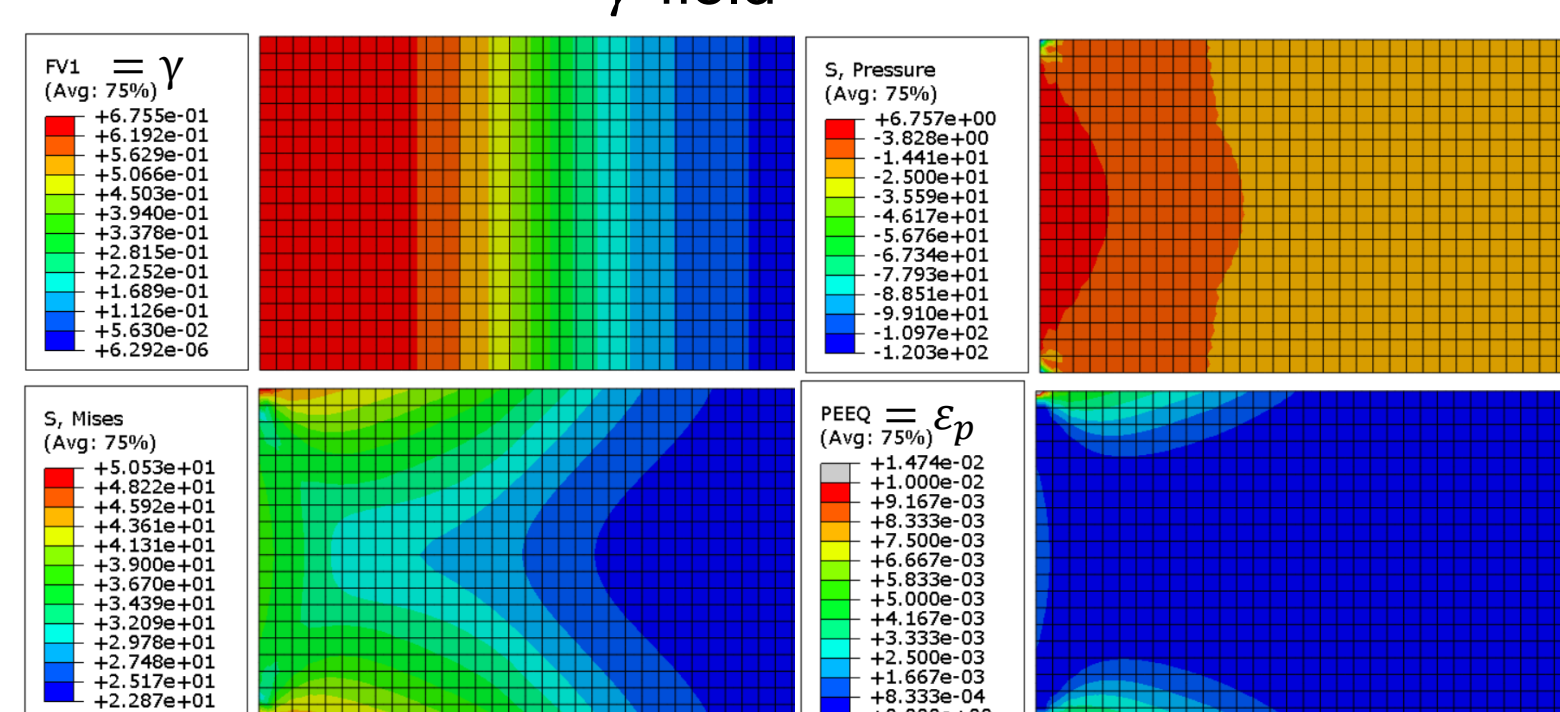 γ field
FV1 = γ
(Avg: 75%)
+6.755e-01
+6.192e-01
+5.629e-01
+5.066e-01
+4.503e-01
+3.940e-01
+3.378e-01
+2.815e-01
+2.252e-01
+1.689e-01
+1.126e-01
+5.630e-02
+6.292e-06
S, Pressure
(Avg: 75%)
+6.757e+00
-3.828e+00
-1.441e+01
-2.500e+01
-3.559e+01
-4.617e+01
-5.676e+01
-6.734e+01
-7.793e+01
-8.851e+01
-9.910e+01
-1.097e+02
-1.203e+02
S, Mises
(Avg: 75%)
+5.053e+01
+4.822e+01
+4.592e+01
+4.361e+01
+4.131e+01
+3.900e+01
+3.670e+01
+3.439e+01
+3.209e+01
+2.978e+01
+2.748e+01
+2.517e+01
+2.287e+01
PEEQ = εp
(Avg: 75%)
+1.474e-02
+1.000e-02
+9.167e-03
+8.333e-03
+7.500e-03
+6.667e-03
+5.833e-03
+5.000e-03
+4.167e-03
+3.333e-03
+2.500e-03
+1.667e-03
+8.333e-04